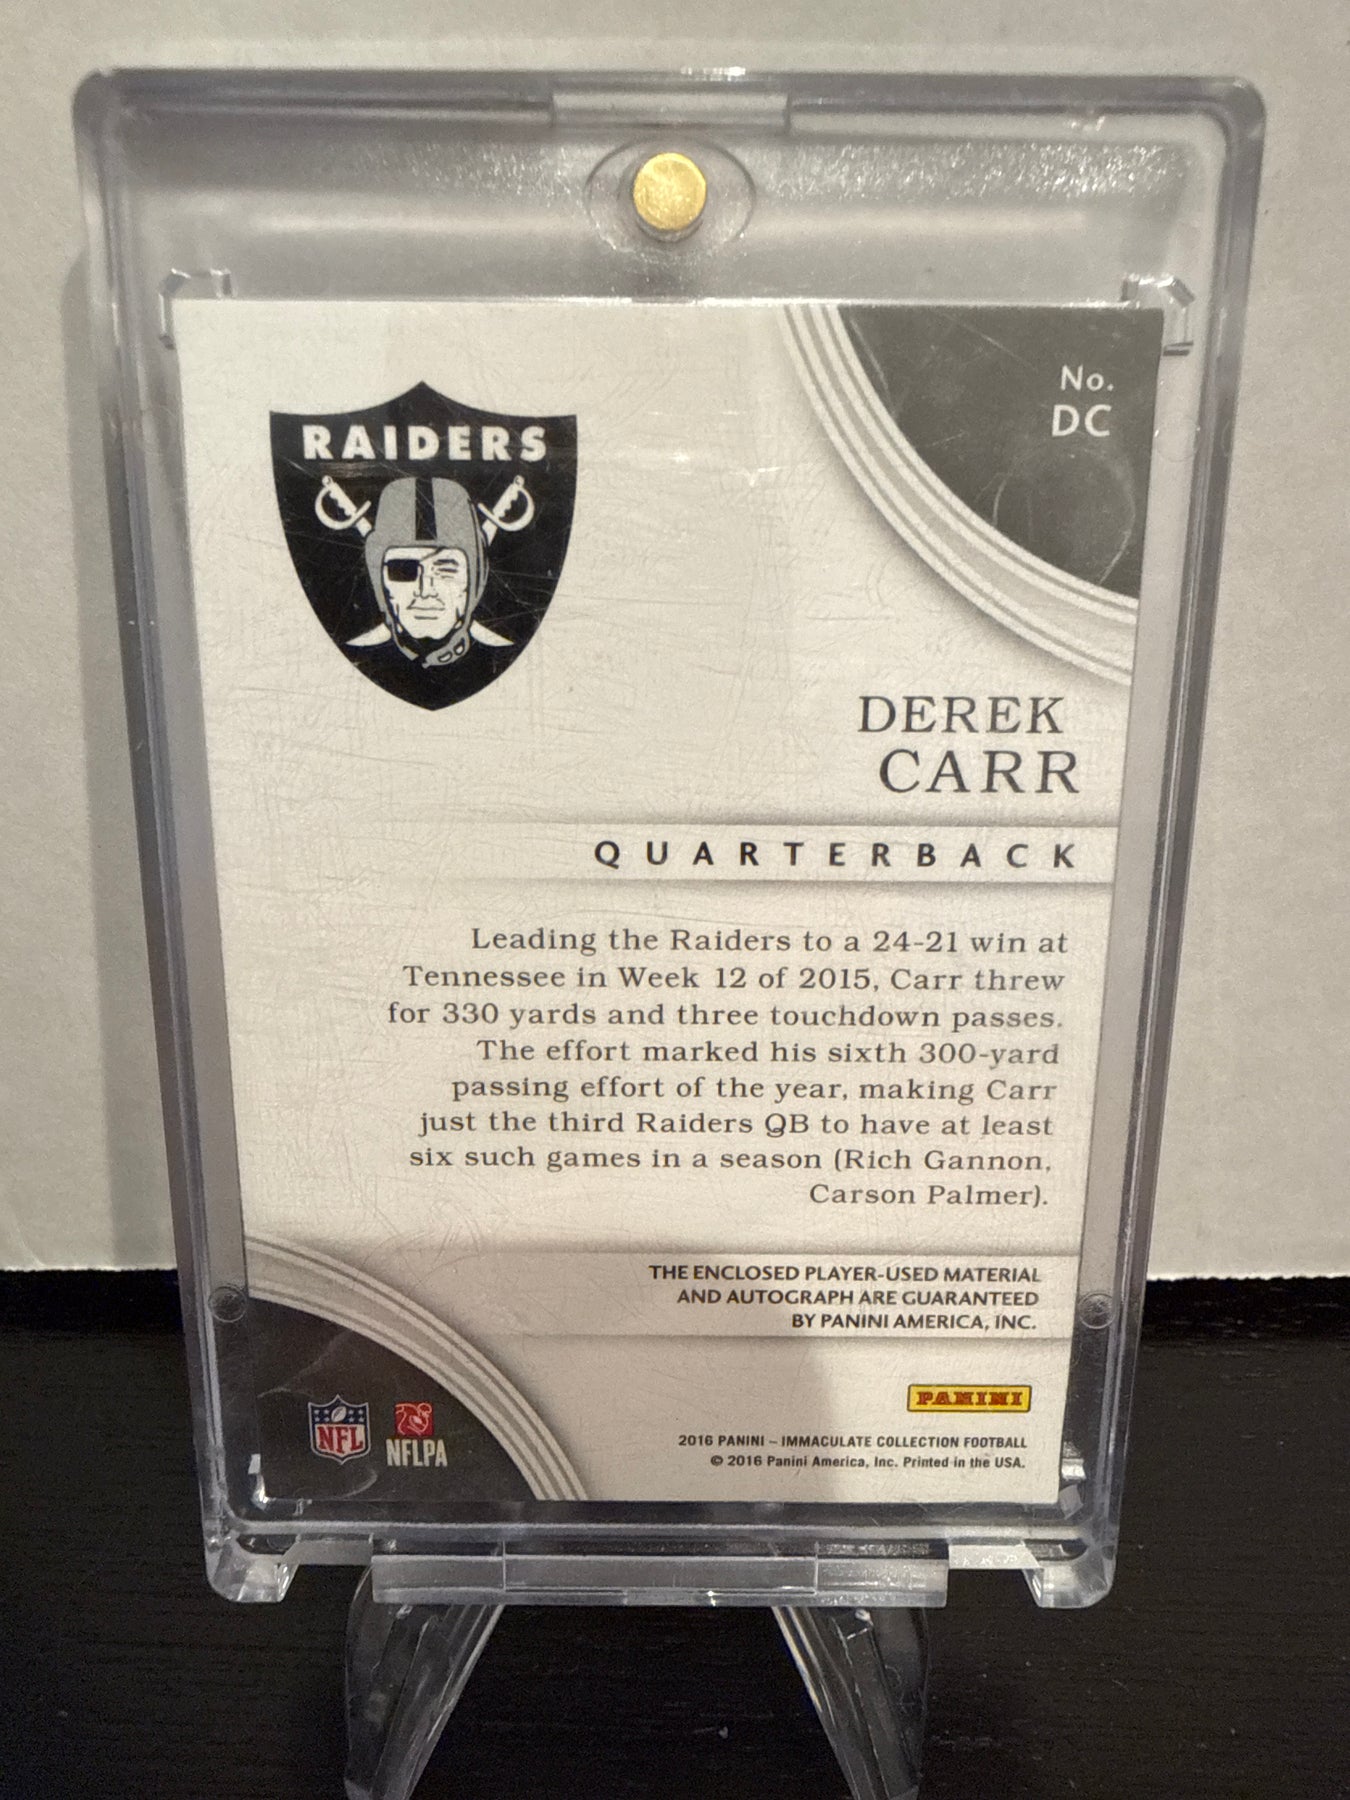 No.
DC
RAIDERS
DEREK
CARR
QUARTERBACK
Leading the Raiders to a 24-21 win at
Tennessee in Week 12 of 2015, Carr threw
for 330 yards and three touchdown passes.
The effort marked his sixth 300-yard
passing effort of the year, making Carr
just the third Raiders QB to have at least
six such games in a season (Rich Gannon,
Carson Palmer).
THE ENCLOSED PLAYER-USED MATERIAL
AND AUTOGRAPH ARE GUARANTEED
BY PANINI AMERICA, INC.
PANINI
NFL
NFLPA
2016 PANINI – IMMACULATE COLLECTION FOOTBALL
© 2016 Panini America, Inc. Printed in the USA.